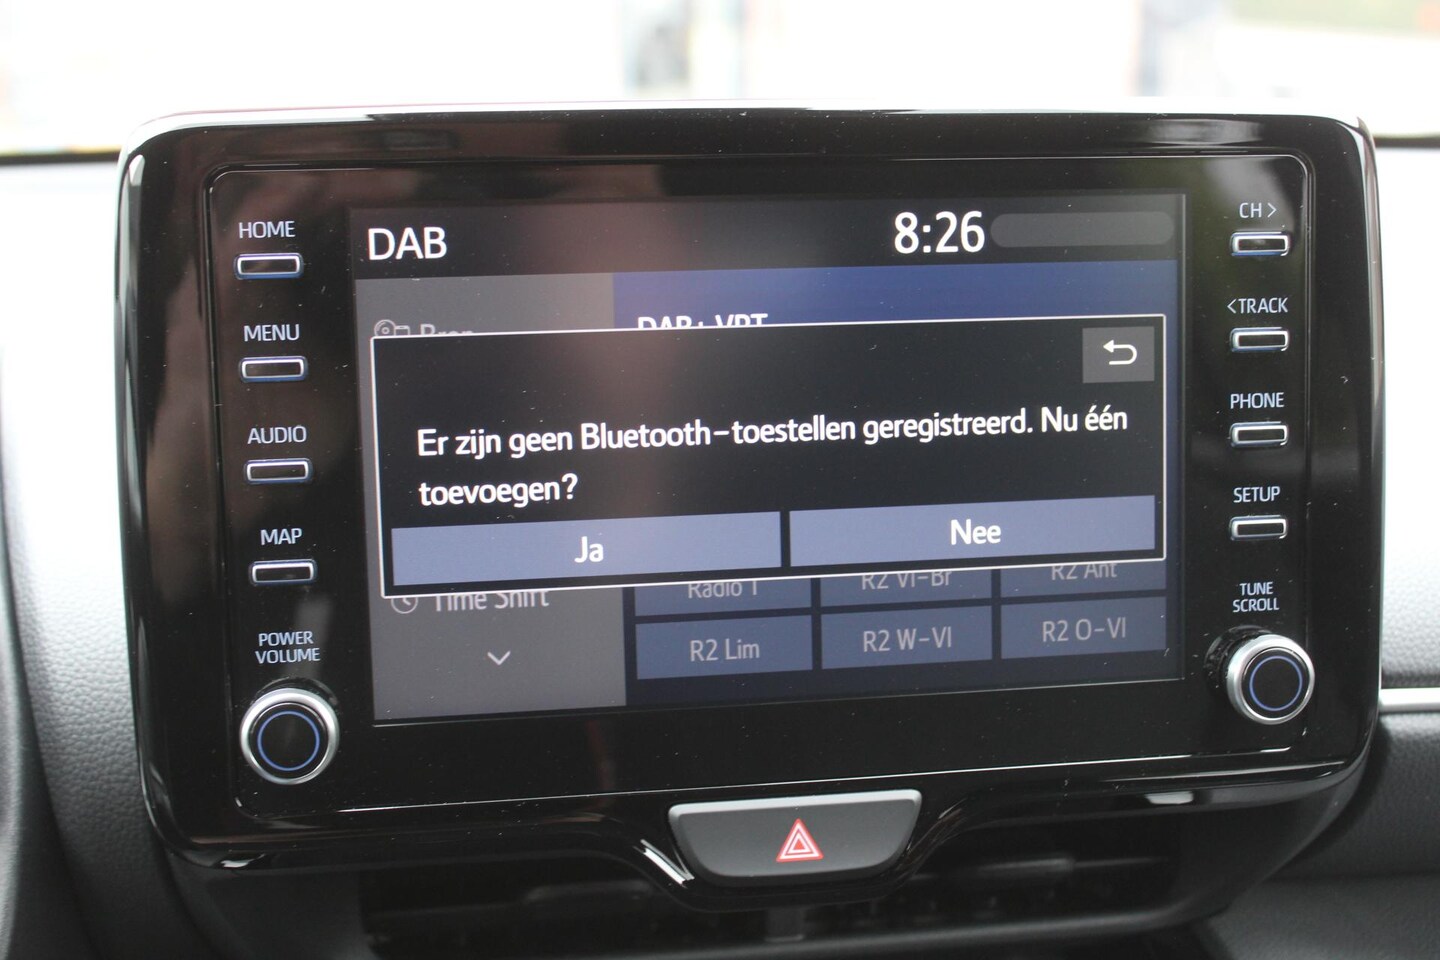 HOME
MENU
AUDIO
MAP
POWER
VOLUME
DAB
8:26
DAB+ VRT
Er zijn geen Bluetooth-toestellen geregistreerd. Nu één
toevoegen?
Ja
Nee
Time Shift
Radio 1
R2 Vl-Br
R2 Ant
R2 Lim
R2 W-Vl
R2 O-Vl
CH >
< TRACK
PHONE
SETUP
TUNE
SCROLL